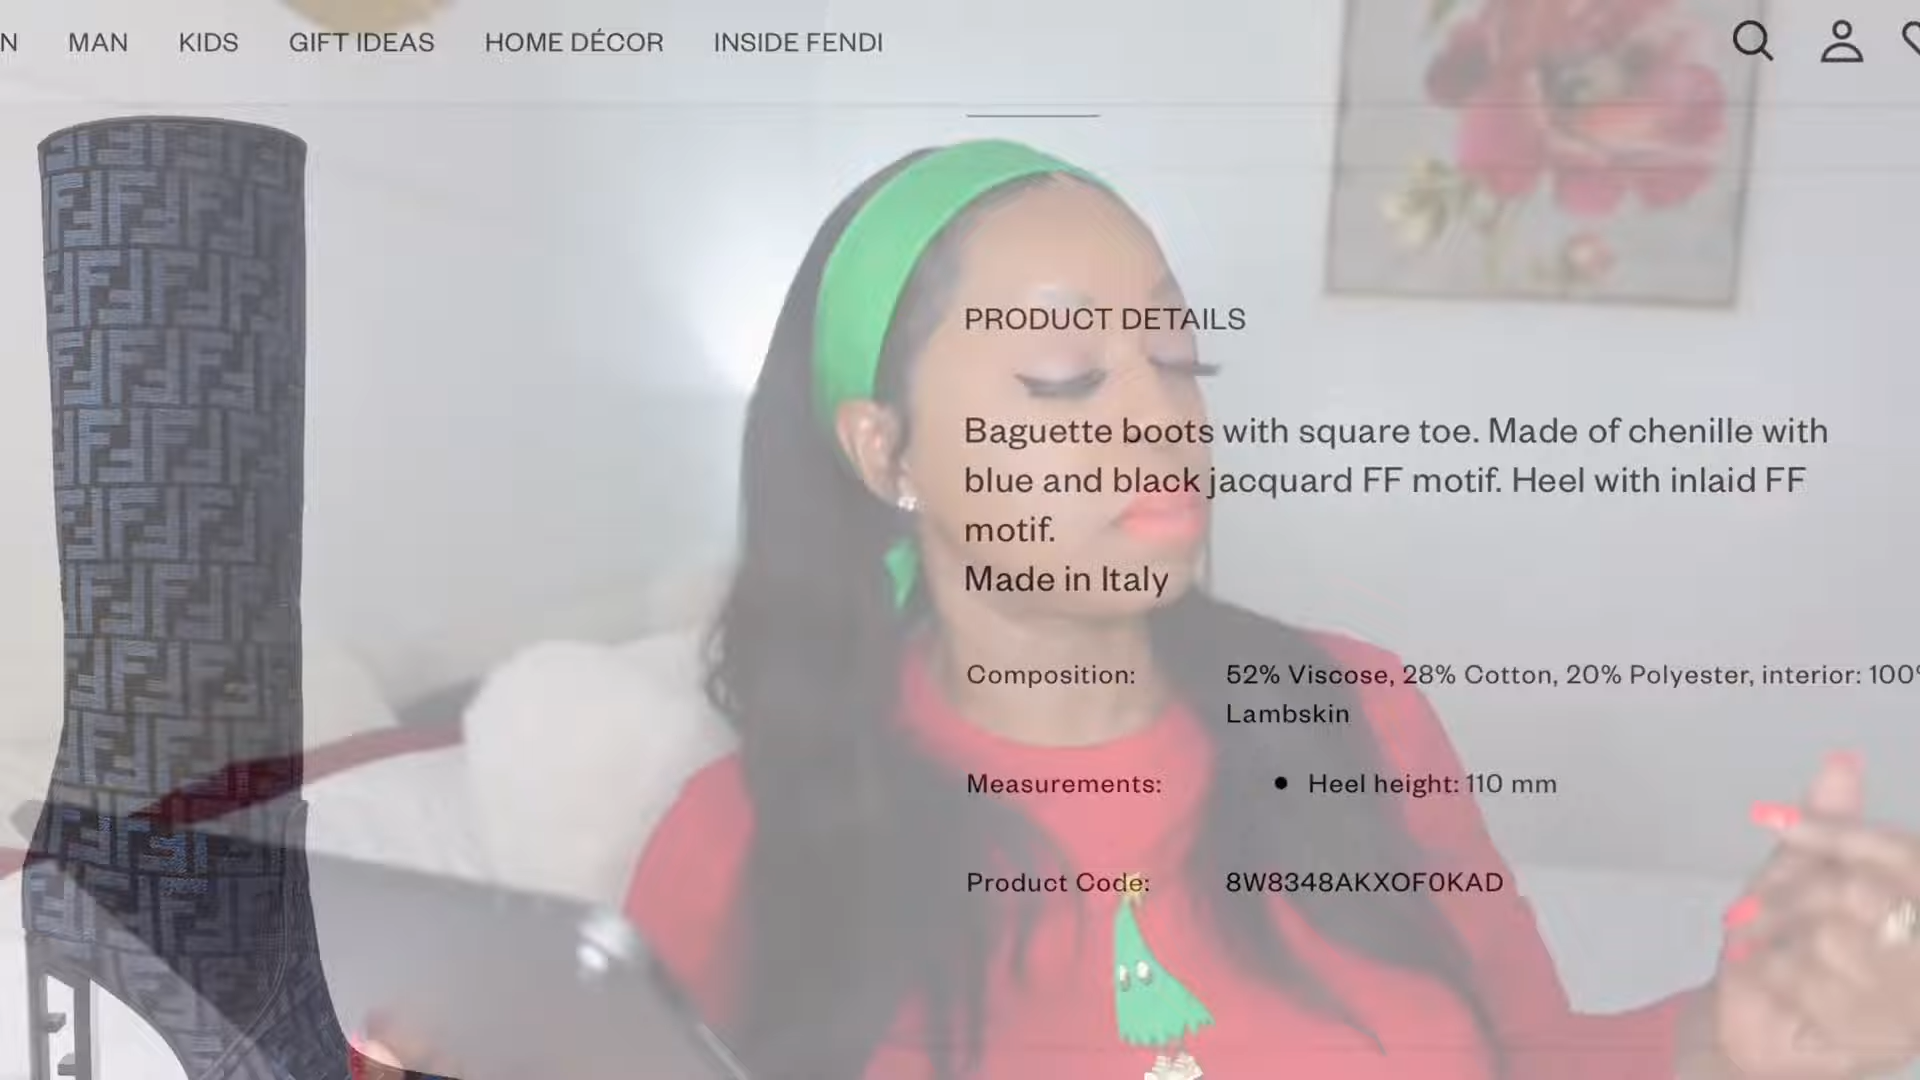 N MAN KIDS GIFT IDEAS HOME DÉCOR INSIDE FENDI
PRODUCT DETAILS
Baguette boots with square toe. Made of chenille with
blue and black jacquard FF motif. Heel with inlaid FF
motif.
Made in Italy
Composition: 52% Viscose, 28% Cotton, 20% Polyester, interior: 100%
Lambskin
Measurements: • Heel height: 110 mm
Product Code: 8W8348AKXOF0KAD